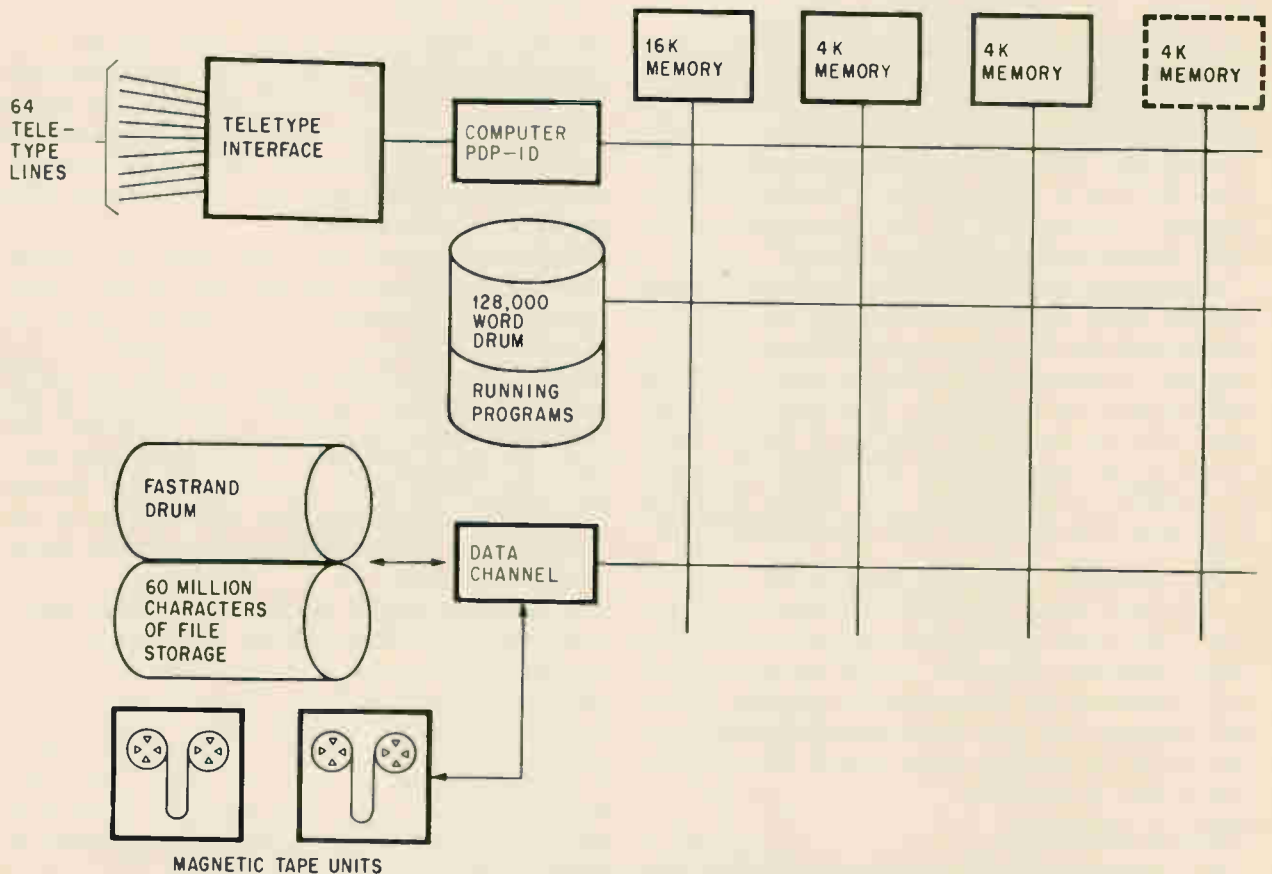 64
TELE-
TYPE
LINES
TELETYPE
INTERFACE
COMPUTER
PDP-1D
16K
MEMORY
4K
MEMORY
4K
MEMORY
4K
MEMORY
128,000
WORD
DRUM
RUNNING
PROGRAMS
FASTRAND
DRUM
60 MILLION
CHARACTERS
OF FILE
STORAGE
DATA
CHANNEL
MAGNETIC TAPE UNITS